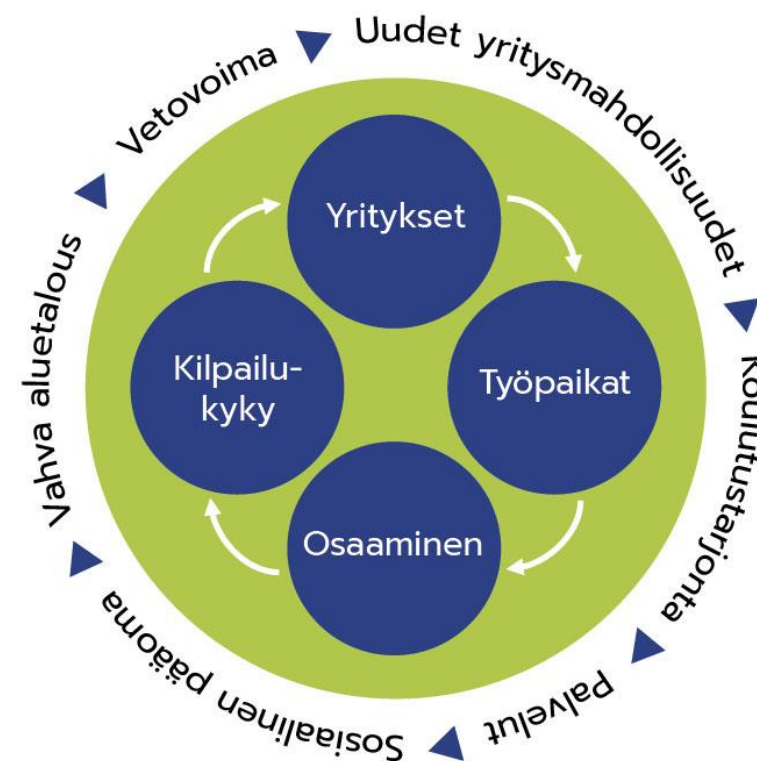 Uudet yritysmahdollisuudet
Koulutustarjonta
Palvelut
Sosiaalinen pääoma
Vahva aluetalous
Vetovoima
Yritykset
Työpaikat
Osaaminen
Kilpailu-
kyky